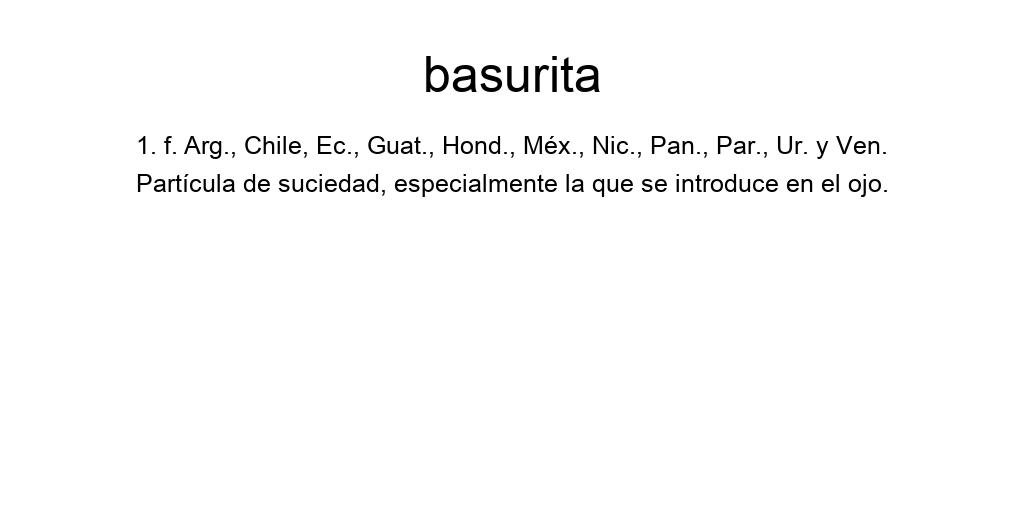 basurita
1. f. Arg., Chile, Ec., Guat., Hond., Méx., Nic., Pan., Par., Ur. y Ven.
Partícula de suciedad, especialmente la que se introduce en el ojo.